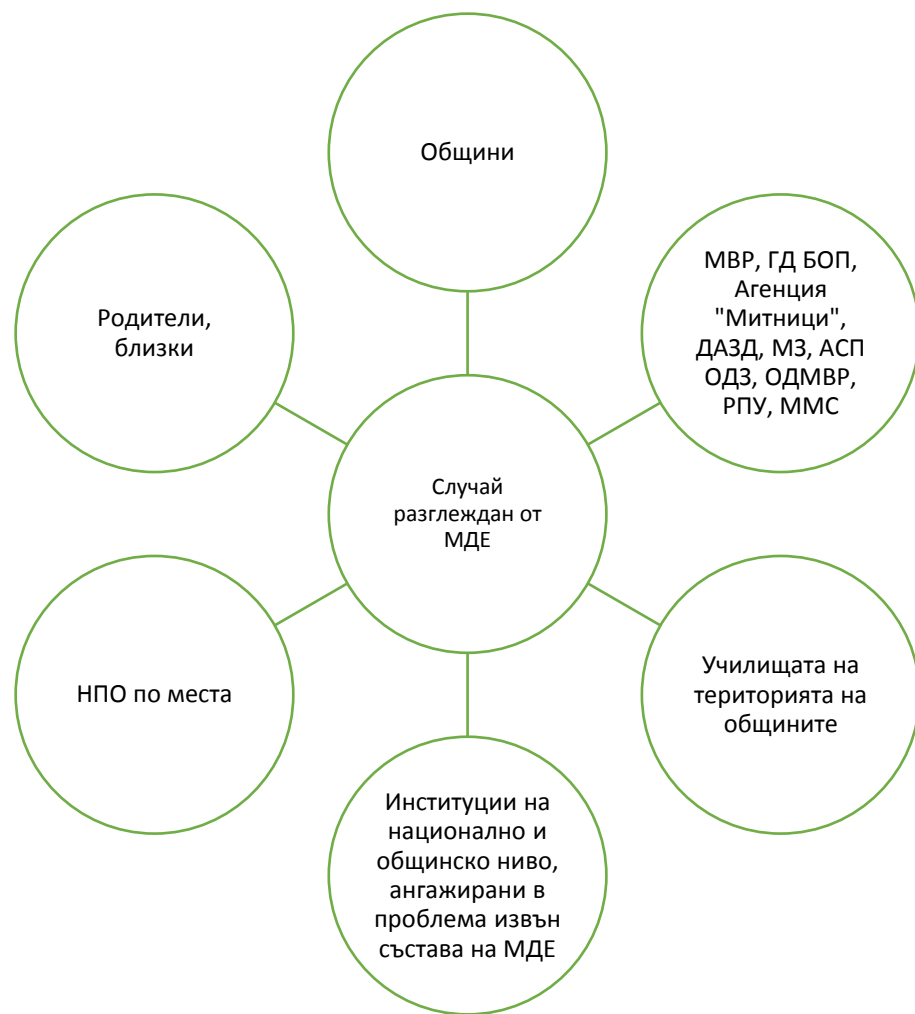 Общини
Родители,
близки
МВР, ГД БОП,
Агенция
"Митници",
ДАЗД, МЗ, АСП
ОДЗ, ОДМВР,
РПУ, ММС
Случай
разглеждан от
МДЕ
НПО по места
Училищата на
територията на
общините
Институции на
национално и
общинско ниво,
ангажирани в
проблема извън
състава на МДЕ